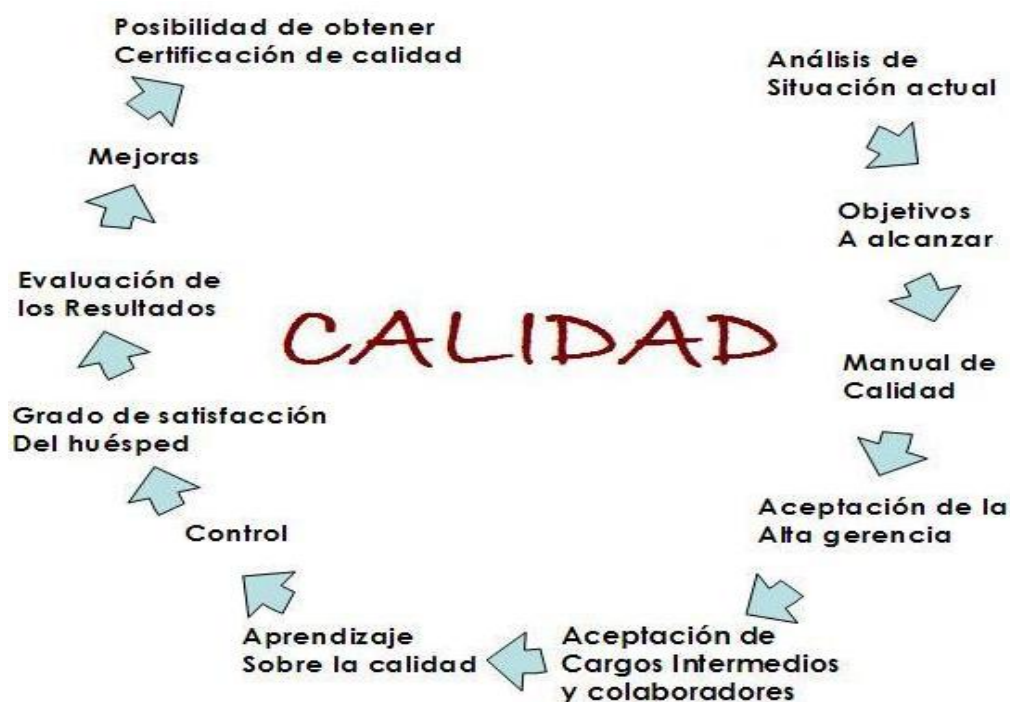 Análisis de
Situación actual
Objetivos
A alcanzar
Manual de
Calidad
Aceptación de la
Alta gerencia
Aceptación de
Cargos Intermedios
y colaboradores
Aprendizaje
Sobre la calidad
Control
Grado de satisfacción
Del huésped
Evaluación de
los Resultados
Mejoras
Posibilidad de obtener
Certificación de calidad
CALIDAD